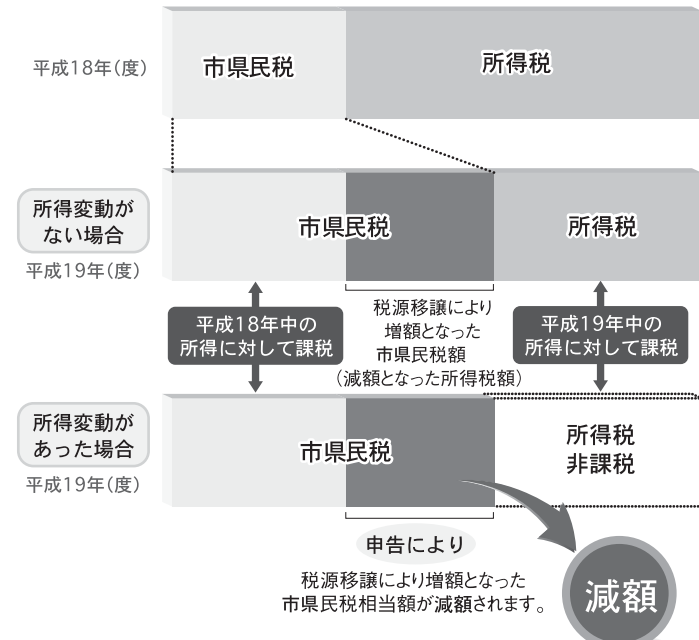 平成18年(度)
市県民税
所得税
所得変動が
ない場合
平成19年(度)
市県民税
所得税
平成18年中の
所得に対して課税
税源移譲により
増額となった
市県民税額
(減額となった所得税額)
平成19年中の
所得に対して課税
所得変動が
あった場合
平成19年(度)
市県民税
所得税
非課税
申告により
税源移譲により増額となった
市県民税相当額が減額されます。
減額